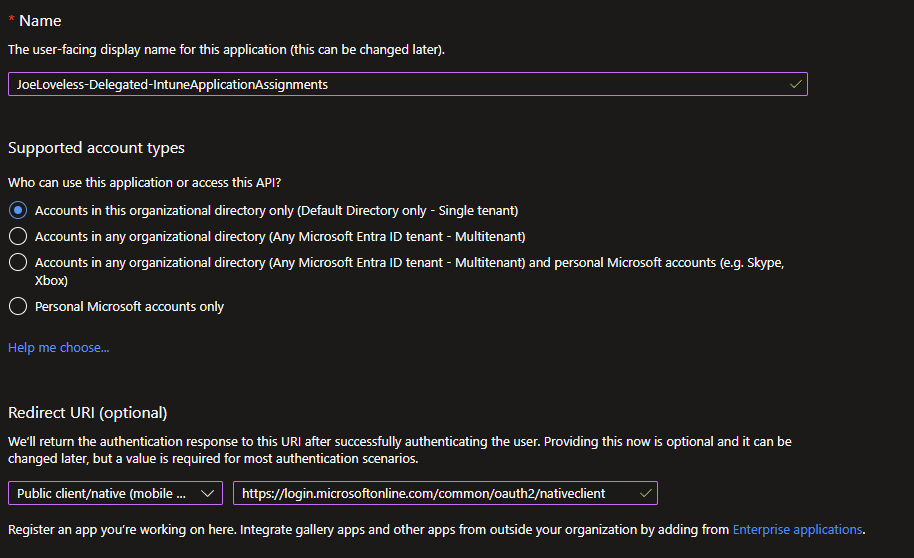 * Name
The user-facing display name for this application (this can be changed later).
JoeLoveless-Delegated-IntuneApplicationAssignments
Supported account types
Who can use this application or access this API?
Accounts in this organizational directory only (Default Directory only - Single tenant)
Accounts in any organizational directory (Any Microsoft Entra ID tenant - Multitenant)
Accounts in any organizational directory (Any Microsoft Entra ID tenant - Multitenant) and personal Microsoft accounts (e.g. Skype,
Xbox)
Personal Microsoft accounts only
Help me choose...
Redirect URI (optional)
We'll return the authentication response to this URI after successfully authenticating the user. Providing this now is optional and it can be
changed later, but a value is required for most authentication scenarios.
Public client/native (mobile ... https://login.microsoftonline.com/common/oauth2/nativeclient
Register an app you're working on here. Integrate gallery apps and other apps from outside your organization by adding from Enterprise applications.